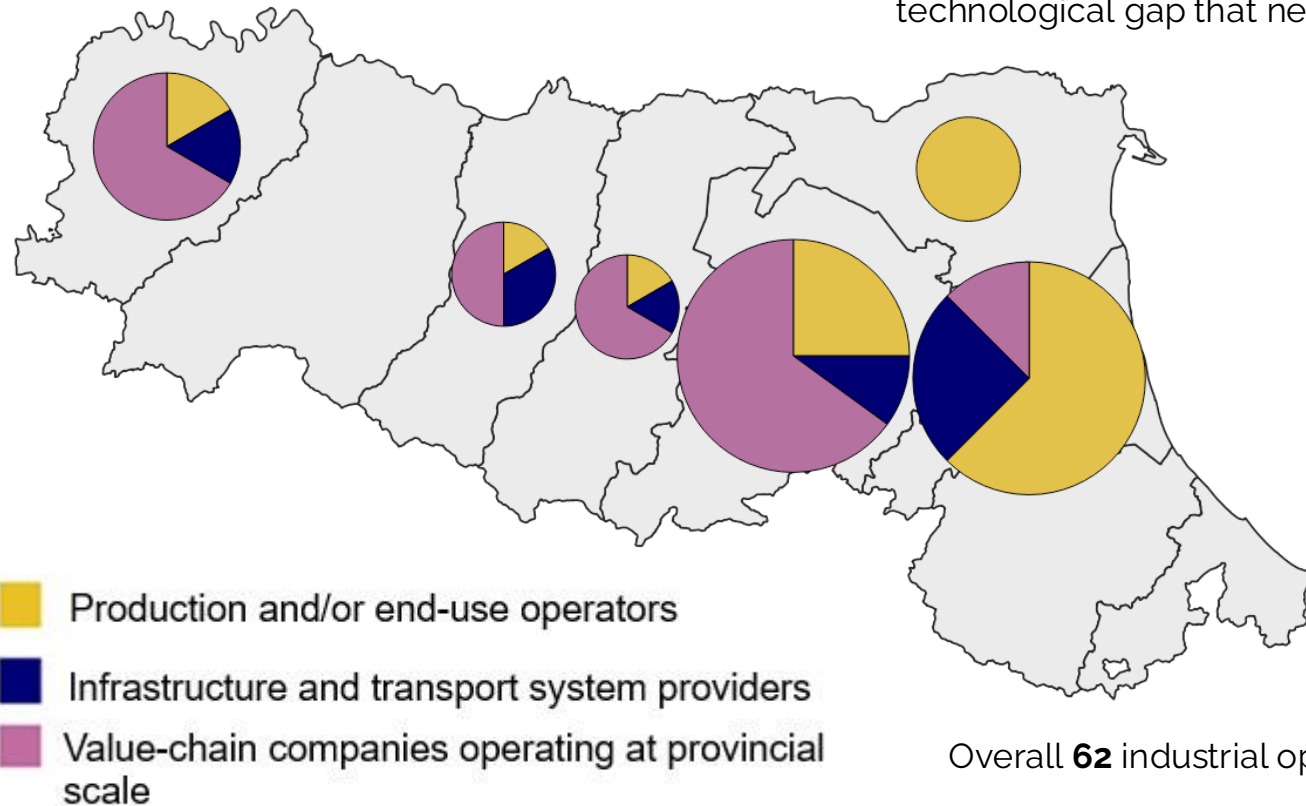 technological gap that ne
Production and/or end-use operators
Infrastructure and transport system providers
Value-chain companies operating at provincial
scale
Overall 62 industrial op